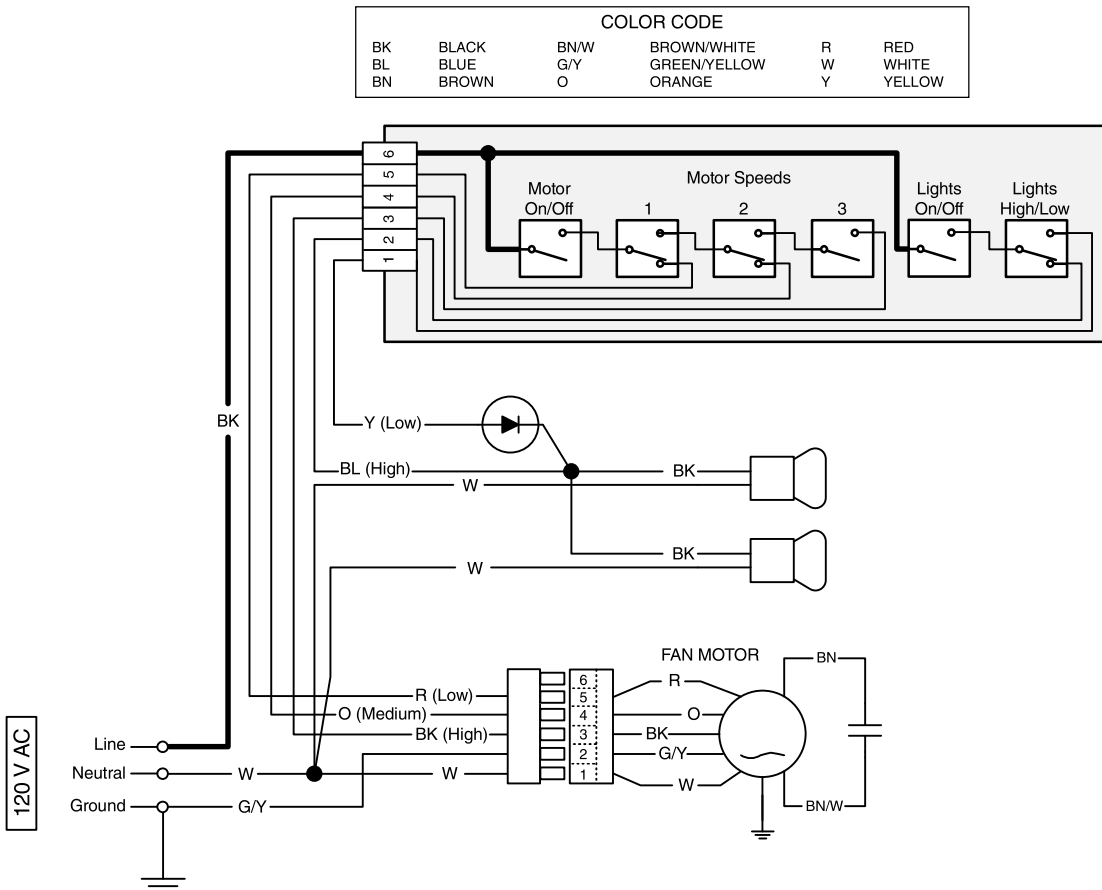 COLOR CODE
BK BLACK BN/W BROWN/WHITE R RED
BL BLUE G/Y GREEN/YELLOW W WHITE
BN BROWN O ORANGE Y YELLOW
6
5
4
3
2
1
Motor
On/Off
Motor Speeds
1 2 3
Lights
On/Off
Lights
High/Low
BK
Y (Low)
BL (High)
BK
W
BK
W
FAN MOTOR
BN
6
5
4
3
2
1
R
O
BK
G/Y
W
R (Low)
O (Medium)
BK (High)
W
W
G/Y
BN/W
120 V AC
Line
Neutral
Ground